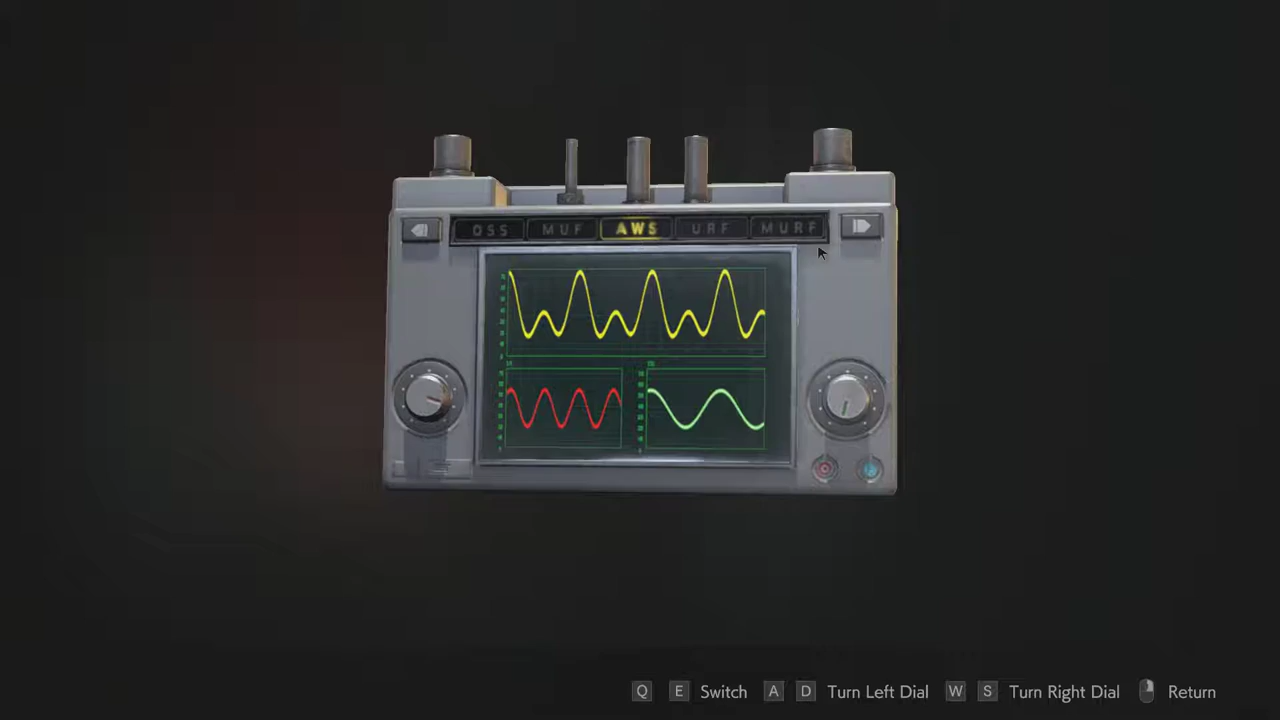 OSS MUF AWS URF MURF
Q E Switch A D Turn Left Dial W S Turn Right Dial Return